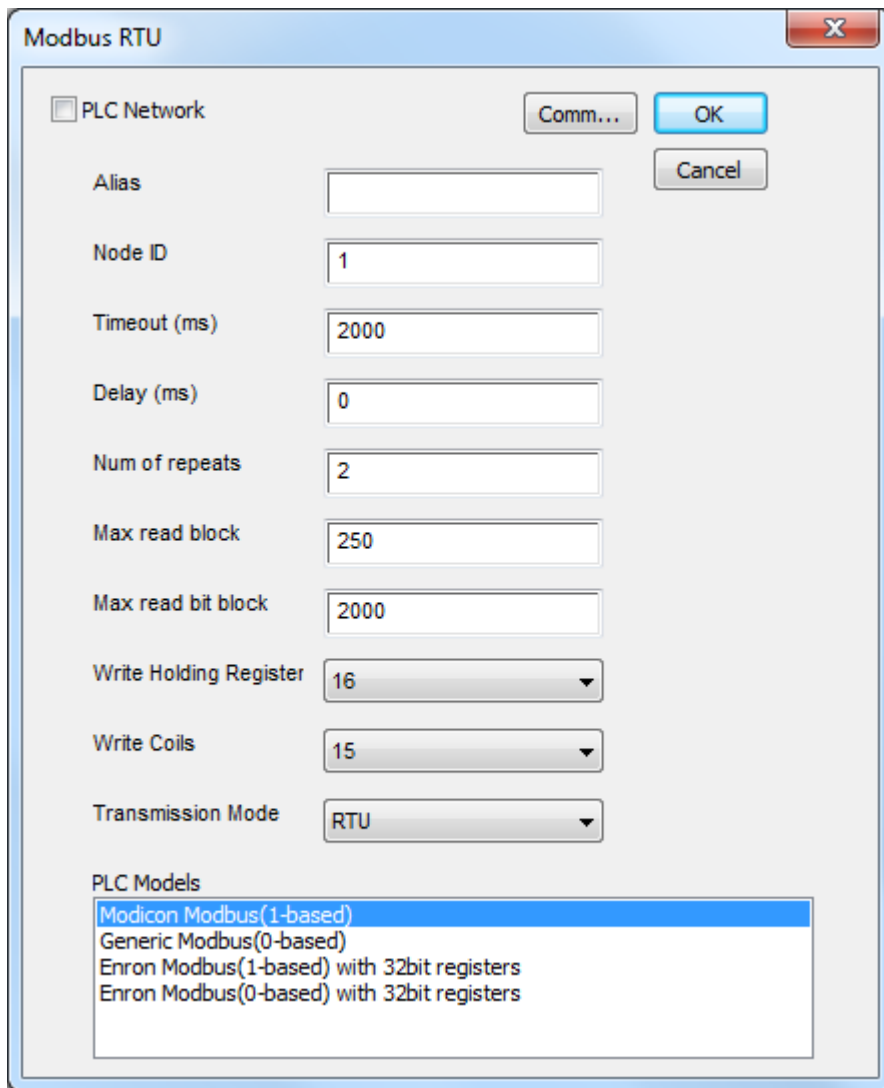 Modbus RTU
PLC Network
Comm...
OK
Cancel
Alias
Node ID
1
Timeout (ms)
2000
Delay (ms)
0
Num of repeats
2
Max read block
250
Max read bit block
2000
Write Holding Register
16
Write Coils
15
Transmission Mode
RTU
PLC Models
Modicon Modbus(1-based)
Generic Modbus(0-based)
Enron Modbus(1-based) with 32bit registers
Enron Modbus(0-based) with 32bit registers